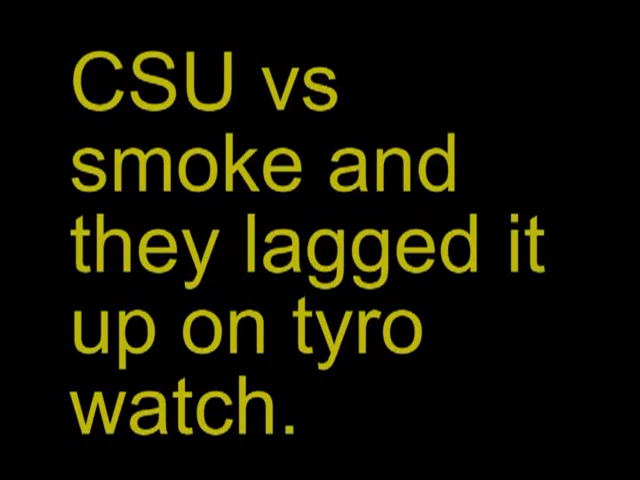 CSU vs
smoke and
they lagged it
up on tyro
watch.